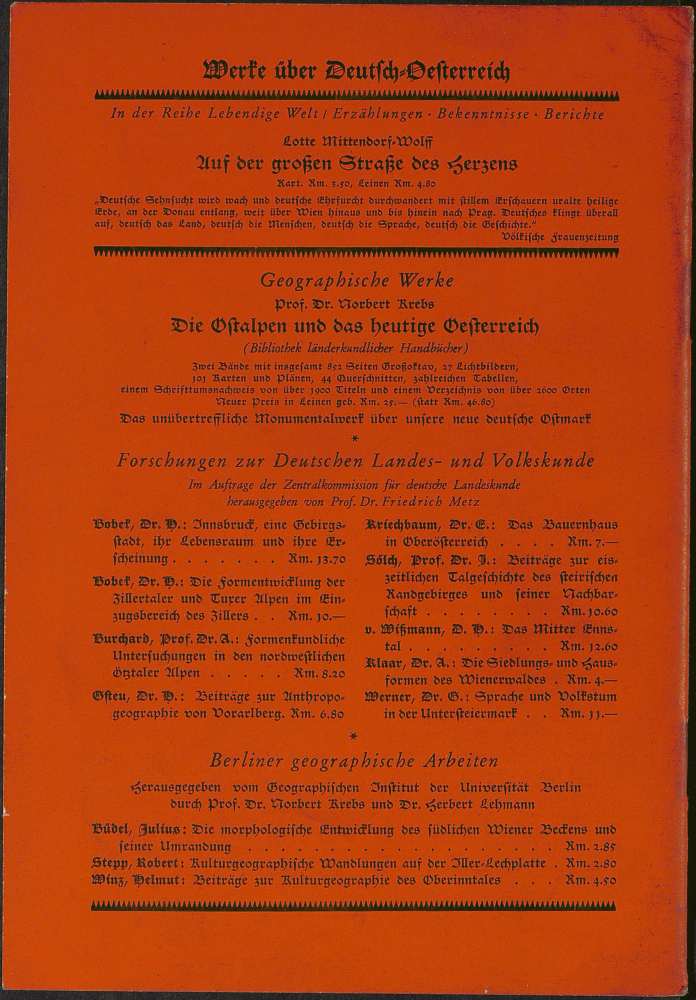 Werke über Deutsch-Oesterreich
In der Reihe Lebendige Welt / Erzählungen · Bekenntnisse · Berichte
Lotte Mittendorf-Wolff
Auf der großen Straße des Herzens
Kart. Rm. 3.50, Leinen Rm. 4.80
„Deutsche Sehnsucht wird wach und deutsche Ehrfurcht durchwandert mit stillem Erschauern uralte heilige
Erde, an der Donau entlang, weit über Wien hinaus und bis hinein nach Prag. Deutsches klingt überall
auf, deutsch das Land, deutsch die Menschen, deutsch die Sprache, deutsch die Geschichte.“
Völkische Frauenzeitung
Geographische Werke
Prof. Dr. Norbert Krebs
Die Ostalpen und das heutige Oesterreich
(Bibliothek länderkundlicher Handbücher)
Zwei Bände mit insgesamt 852 Seiten Großoktav, 27 Lichtbildern,
101 Karten und Plänen, 44 Querschnitten, zahlreichen Tabellen,
einem Schrifttumsnachweis von über 1900 Titeln und einem Verzeichnis von über 2600 Orten
Neuer Preis in Leinen geb. Rm. 25.— (statt Rm. 46.80)
Das unübertreffliche Monumentalwerk über unsere neue deutsche Ostmark
*
Forschungen zur Deutschen Landes- und Volkskunde
Im Auftrage der Zentralkommission für deutsche Landeskunde
herausgegeben von Prof. Dr. Friedrich Metz
Bobek, Dr. H.: Innsbruck, eine Gebirgs-
stadt, ihr Lebensraum und ihre Er-
scheinung . . . . . . . Rm. 13.70
Bobek, Dr. H.: Die Formentwicklung der
Zillertaler und Tuxer Alpen im Ein-
zugsbereich des Zillers . . Rm. 10.—
Burchard, Prof. Dr. A.: Formenkundliche
Untersuchungen in den nordwestlichen
Ötztaler Alpen . . . . . Rm. 8.20
Gsteu, Dr. H.: Beiträge zur Anthropo-
geographie von Vorarlberg. Rm. 6.80
Kriechbaum, Dr. E.: Das Bauernhaus
in Oberösterreich . . . . Rm. 7.—
Sölch, Prof. Dr. J.: Beiträge zur eis-
zeitlichen Talgeschichte des steirischen
Randgebirges und seiner Nachbar-
schaft . . . . . . . . Rm. 10.60
v. Wißmann, D. H.: Das Mitter Enns-
tal . . . . . . . . . Rm. 12.60
Klaar, Dr. A.: Die Siedlungs- und Haus-
formen des Wienerwaldes . Rm. 4.—
Werner, Dr. G.: Sprache und Volkstum
in der Untersteiermark . . Rm. 11.—
*
Berliner geographische Arbeiten
Herausgegeben vom Geographischen Institut der Universität Berlin
durch Prof. Dr. Norbert Krebs und Dr. Herbert Lehmann
Büdel, Julius: Die morphologische Entwicklung des südlichen Wiener Beckens und
seiner Umrandung . . . . . . . . . . . . . . . . . . . Rm. 2.85
Stepp, Robert: Kulturgeographische Wandlungen auf der Iller-Lechplatte . Rm. 2.80
Winz, Helmut: Beiträge zur Kulturgeographie des Oberinntales . . . Rm. 4.50